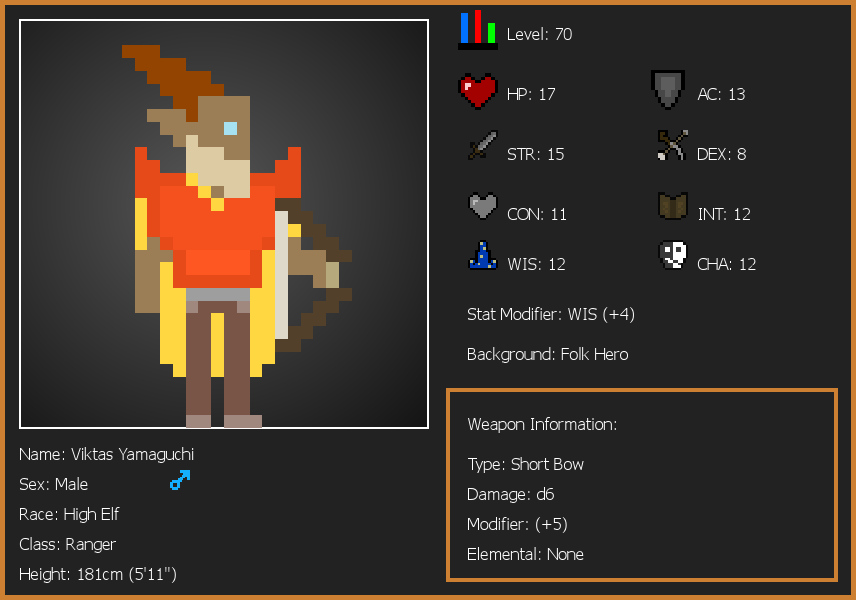 Level: 70
HP: 17
AC: 13
STR: 15
DEX: 8
CON: 11
INT: 12
WIS: 12
CHA: 12
Stat Modifier: WIS (+4)
Background: Folk Hero
Weapon Information:
Type: Short Bow
Damage: d6
Modifier: (+5)
Elemental: None
Name: Viktas Yamaguchi
Sex: Male
Race: High Elf
Class: Ranger
Height: 181cm (5'11")